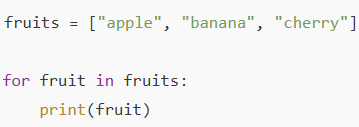 fruits = ["apple", "banana", "cherry"]
for fruit in fruits:
    print(fruit)